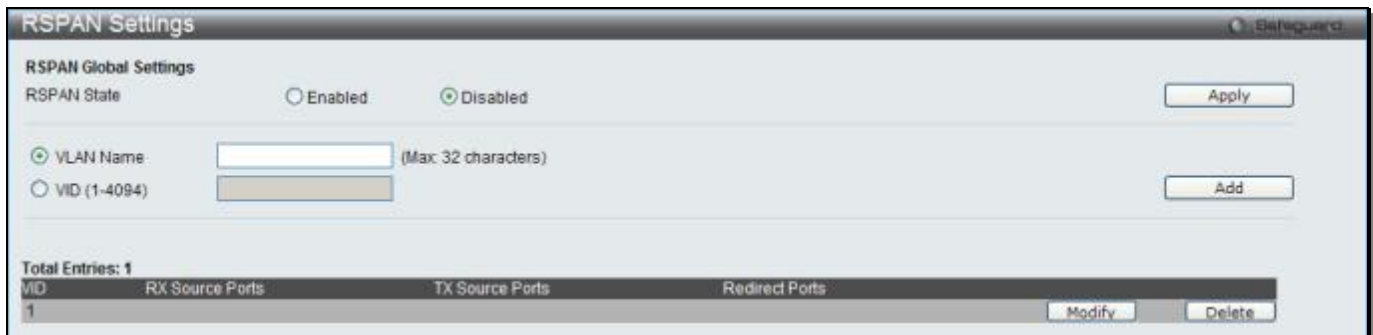 RSPAN Settings
Safeguard
RSPAN Global Settings
RSPAN State Enabled Disabled Apply
VLAN Name (Max: 32 characters)
VID (1-4094) Add
Total Entries: 1
VID RX Source Ports TX Source Ports Redirect Ports
1 Modify Delete